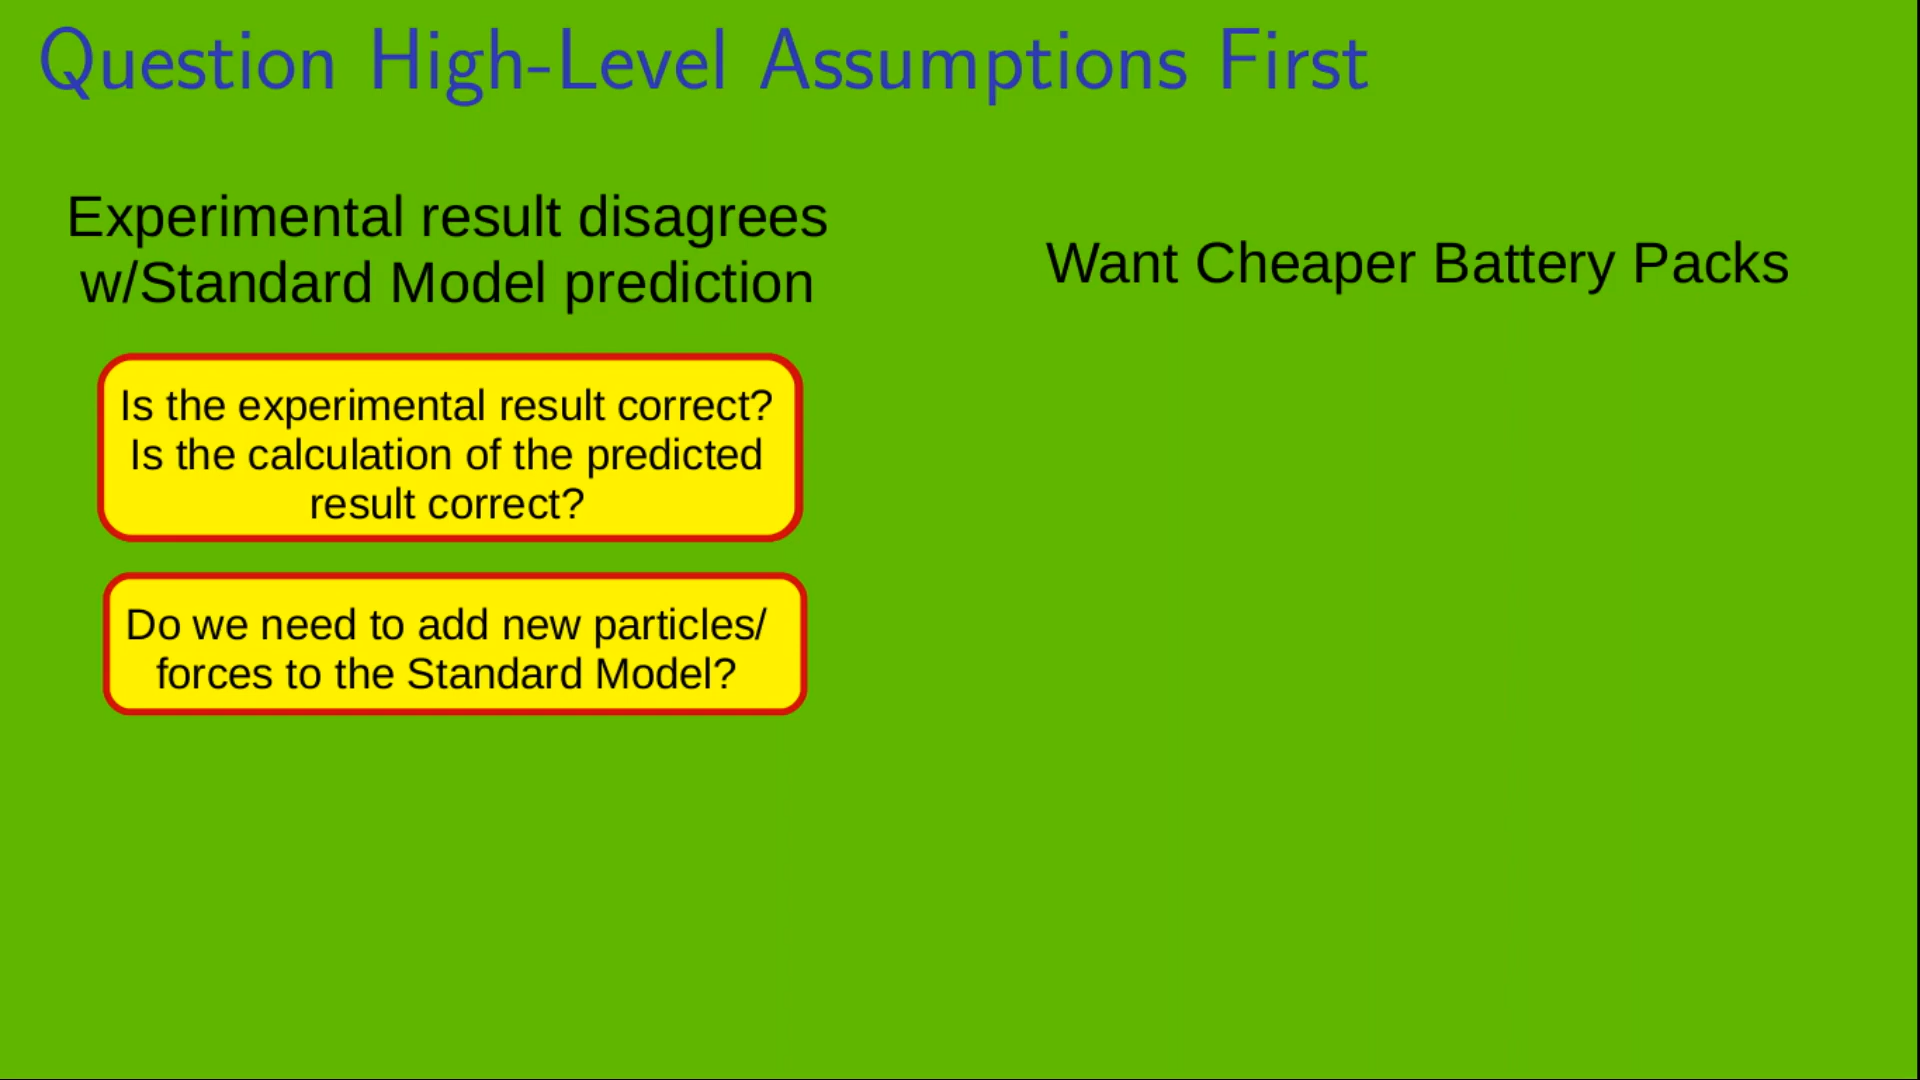 Question High-Level Assumptions First
Experimental result disagrees
w/Standard Model prediction
Is the experimental result correct?
Is the calculation of the predicted
result correct?
Do we need to add new particles/
forces to the Standard Model?
Want Cheaper Battery Packs